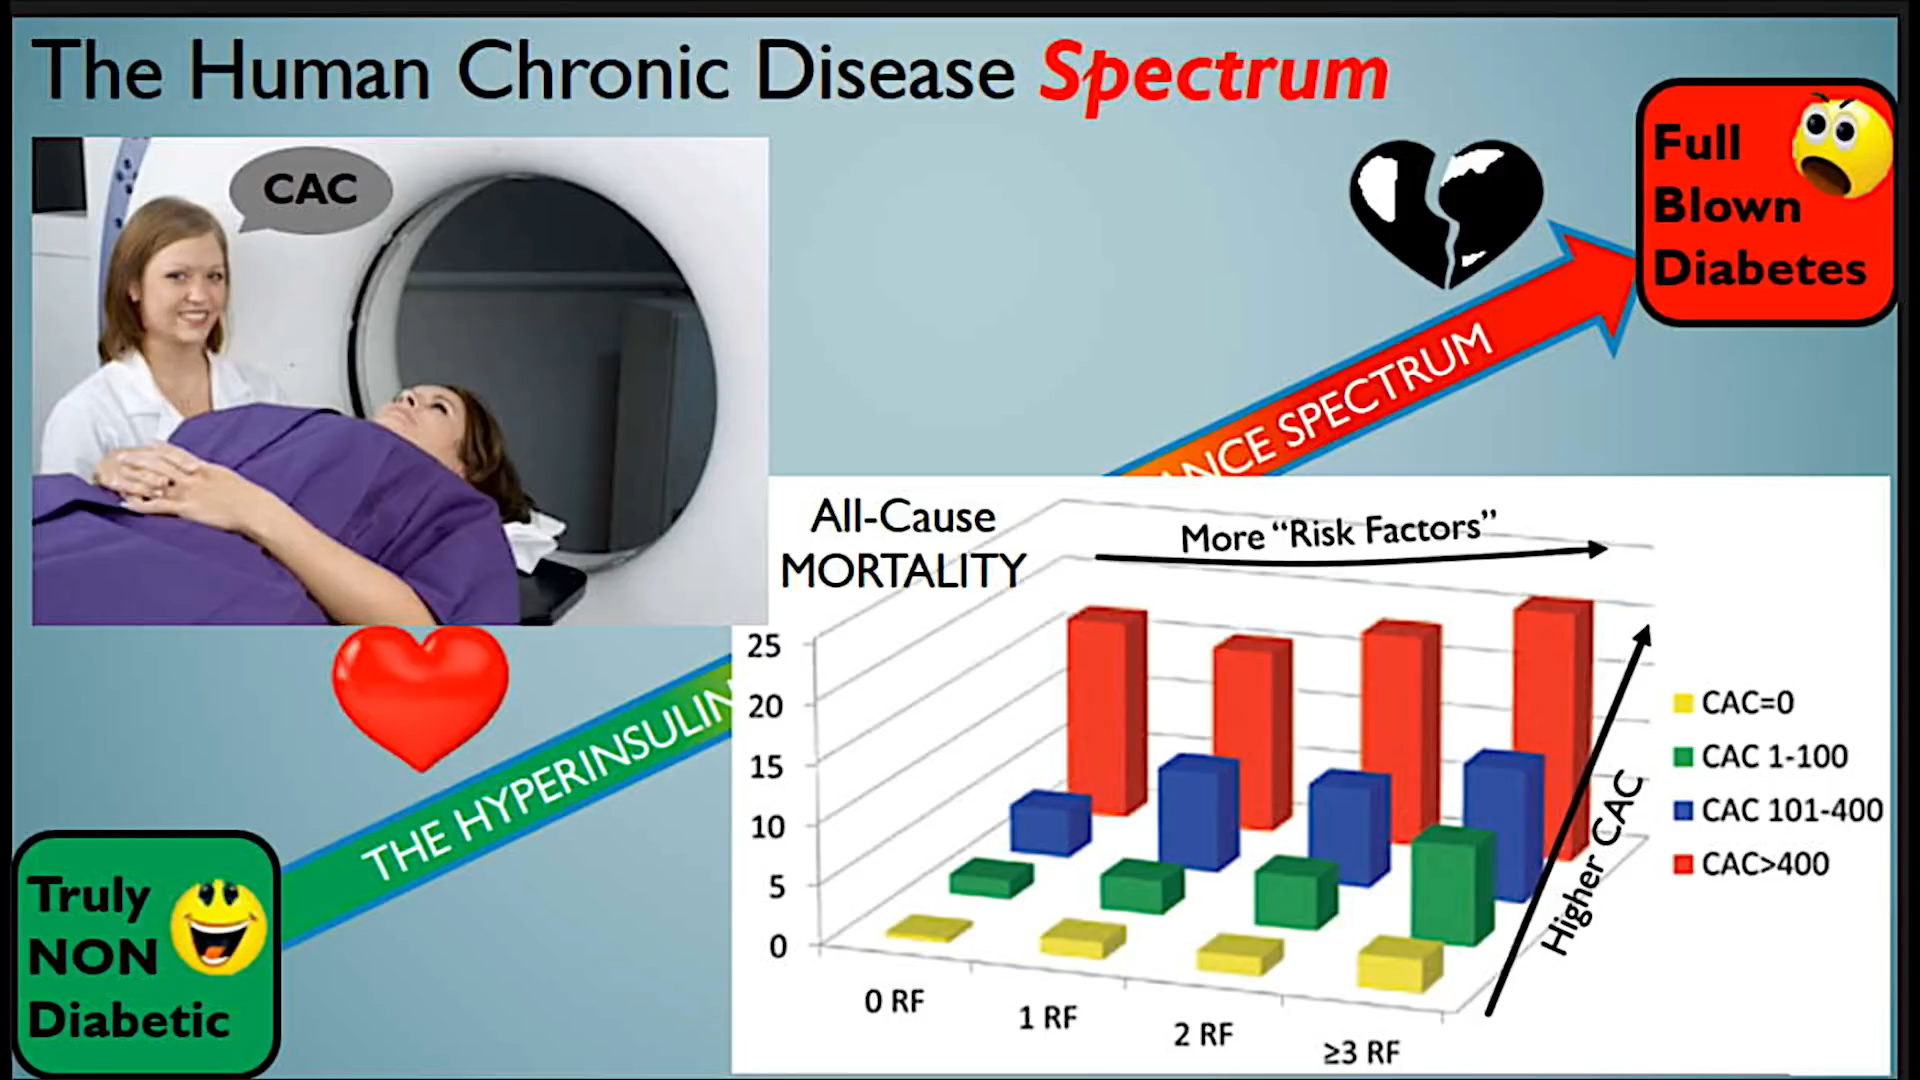 The Human Chronic Disease Spectrum
CAC
Full
Blown
Diabetes
THE HYPERINSULIN
ANCE SPECTRUM
Truly
NON
Diabetic
All-Cause
MORTALITY
More “Risk Factors”
25
20
15
10
5
0
0 RF
1 RF
2 RF
≥3 RF
Higher CAC
CAC=0
CAC 1-100
CAC 101-400
CAC>400